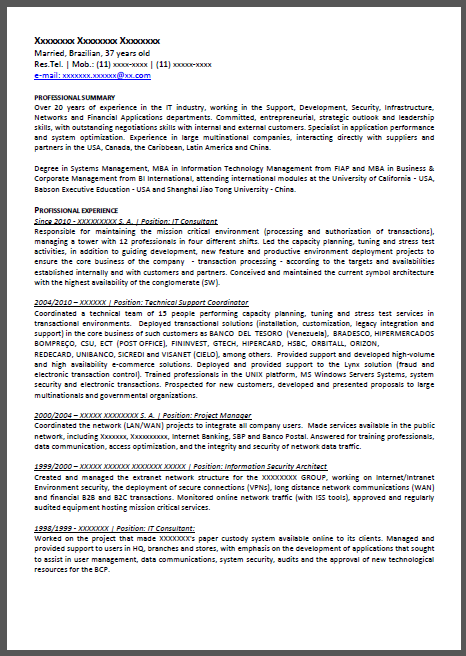 Xxxxxxxx Xxxxxxxx Xxxxxxxx
Married, Brazilian, 37 years old
Res.Tel. | Mob.: (11) xxxx-xxxx | (11) xxxxx-xxxx
e-mail: xxxxxxx.xxxxxx@xx.com
PROFESSIONAL SUMMARY
Over 20 years of experience in the IT industry, working in the Support, Development, Security, Infrastructure,
Networks and Financial Applications departments. Committed, entrepreneurial, strategic outlook and leadership
skills, with outstanding negotiations skills with internal and external customers. Specialist in application performance
and system optimization. Experience in large multinational companies, interacting directly with suppliers and
partners in the USA, Canada, the Caribbean, Latin America and China.
Degree in Systems Management, MBA in Information Technology Management from FIAP and MBA in Business &
Corporate Management from BI International, attending international modules at the University of California - USA,
Babson Executive Education - USA and Shanghai Jiao Tong University - China.
PROFISSIONAL EXPERIENCE
Since 2010 - XXXXXXXXX S. A. | Position: IT Consultant
Responsible for maintaining the mission critical environment (processing and authorization of transactions),
managing a tower with 12 professionals in four different shifts. Led the capacity planning, tuning and stress test
activities, in addition to guiding development, new feature and productive environment deployment projects to
ensure the core business of the company - transaction processing - according to the targets and availabilities
established internally and with customers and partners. Conceived and maintained the current symbol architecture
with the highest availability of the conglomerate (SW).
2004/2010 – XXXXXX | Position: Technical Support Coordinator
Coordinated a technical team of 15 people performing capacity planning, tuning and stress test services in
transactional environments. Deployed transactional solutions (installation, customization, legacy integration and
support) in the core business of such customers as BANCO DEL TESORO (Venezuela), BRADESCO, HIPERMERCADOS
BOMPREÇO, CSU, ECT (POST OFFICE), FININVEST, GTECH, HIPERCARD, HSBC, ORBITALL, ORIZON,
REDECARD, UNIBANCO, SICREDI and VISANET (CIELO), among others. Provided support and developed high-volume
and high availability e-commerce solutions. Deployed and provided support to the Lynx solution (fraud and
electronic transaction control). Trained professionals in the UNIX platform, MS Windows Servers Systems, system
security and electronic transactions. Prospected for new customers, developed and presented proposals to large
multinationals and governmental organizations.
2000/2004 – XXXXX XXXXXXXX S. A. | Position: Project Manager
Coordinated the network (LAN/WAN) projects to integrate all company users. Made services available in the public
network, including Xxxxxxx, Xxxxxxxxxx, Internet Banking, SBP and Banco Postal. Answered for training professionals,
data communication, access optimization, and the integrity and security of network data traffic.
1999/2000 – XXXXX XXXXXX XXXXXXX XXXXX | Position: Information Security Architect
Created and managed the extranet network structure for the XXXXXXXX GROUP, working on Internet/Intranet
Environment security, the deployment of secure connections (VPNs), long distance network communications (WAN)
and financial B2B and B2C transactions. Monitored online network traffic (with ISS tools), approved and regularly
audited equipment hosting mission critical services.
1998/1999 - XXXXXXX | Position: IT Consultant:
Worked on the project that made XXXXXXX's paper custody system available online to its clients. Managed and
provided support to users in HQ, branches and stores, with emphasis on the development of applications that sought
to assist in user management, data communications, system security, audits and the approval of new technological
resources for the BCP.